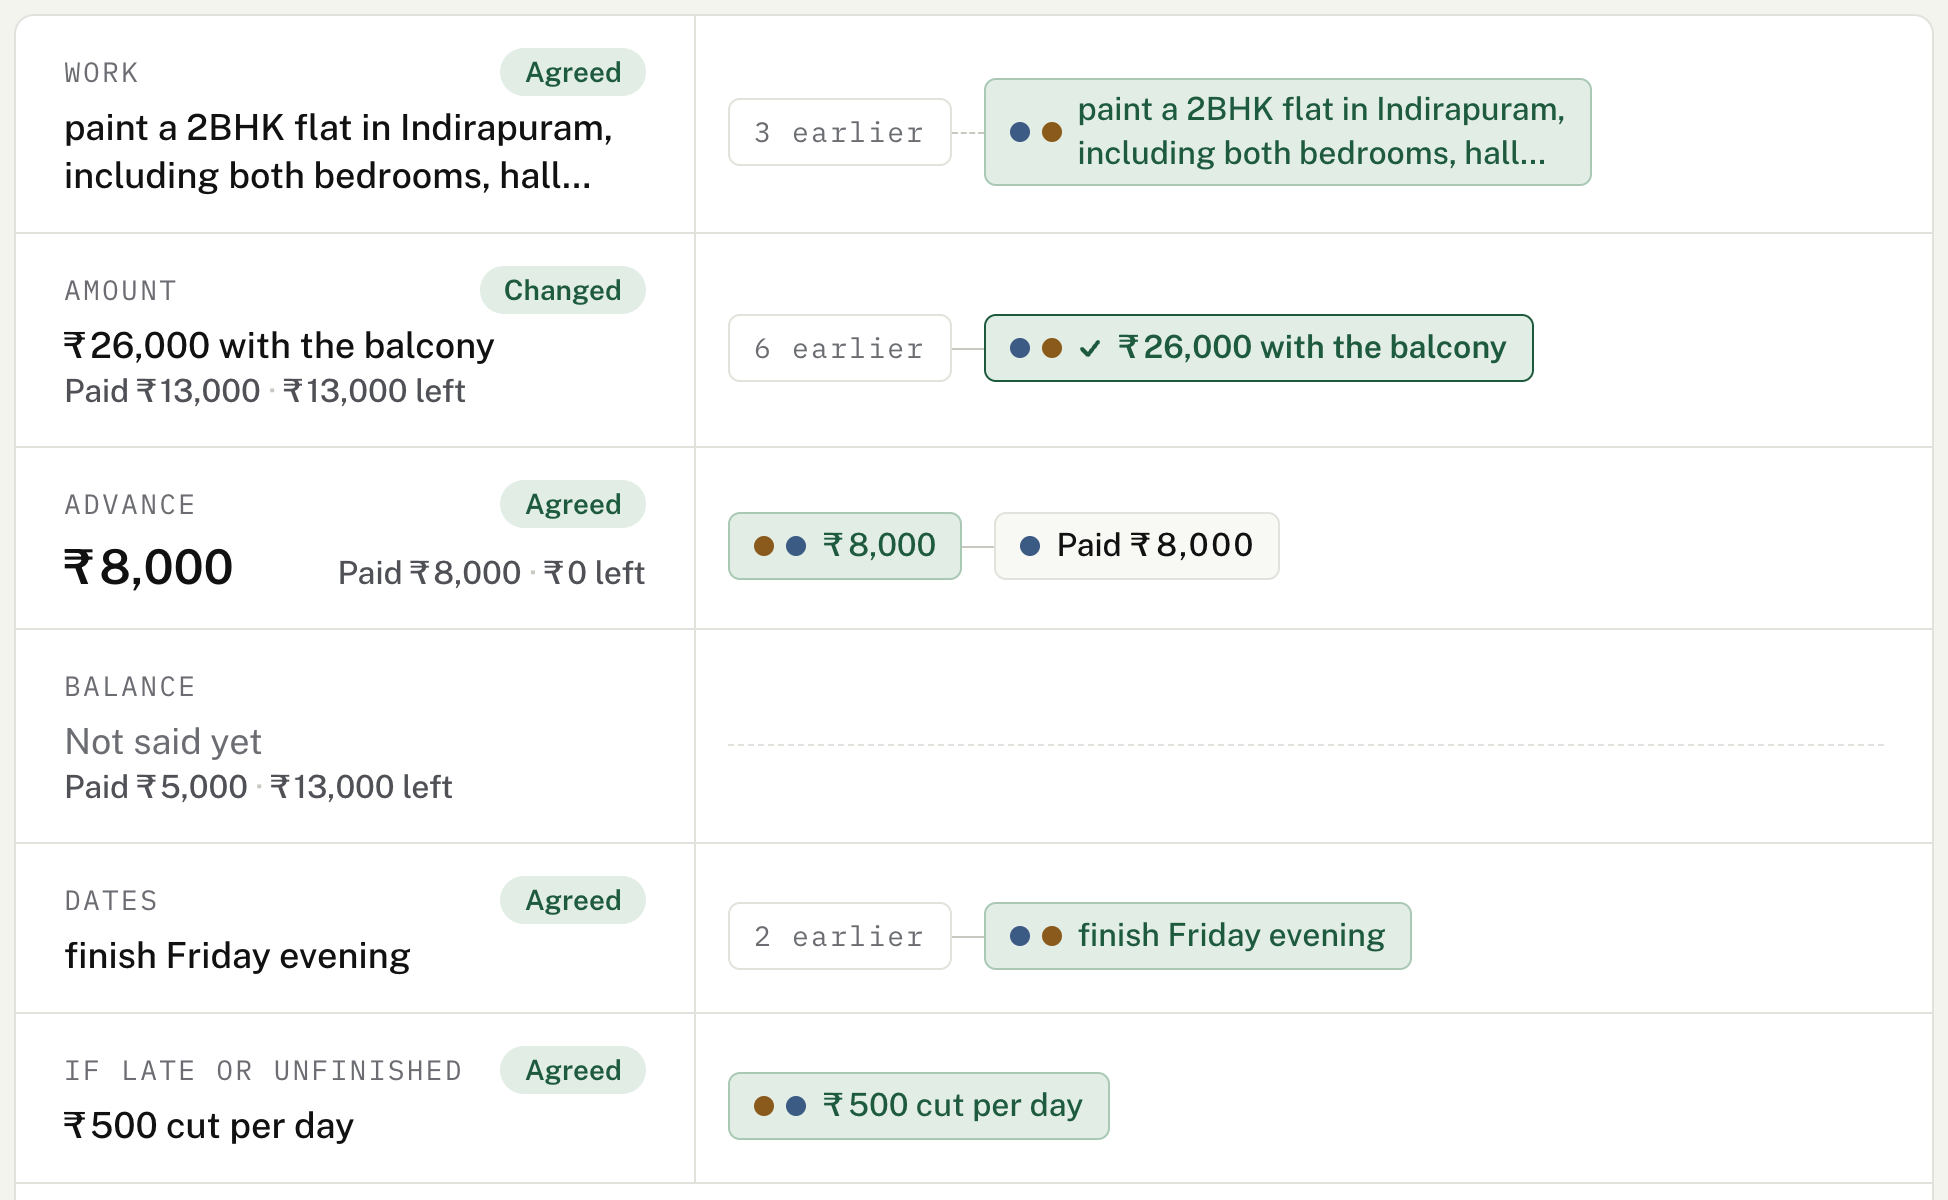 WORK
Agreed
paint a 2BHK flat in Indirapuram,
including both bedrooms, hall...
3 earlier
paint a 2BHK flat in Indirapuram,
including both bedrooms, hall...
AMOUNT
Changed
₹26,000 with the balcony
Paid ₹13,000 · ₹13,000 left
6 earlier
✓ ₹26,000 with the balcony
ADVANCE
Agreed
₹8,000
Paid ₹8,000 · ₹0 left
₹8,000
Paid ₹8,000
BALANCE
Not said yet
Paid ₹5,000 · ₹13,000 left
DATES
Agreed
finish Friday evening
2 earlier
finish Friday evening
IF LATE OR UNFINISHED
Agreed
₹500 cut per day
₹500 cut per day